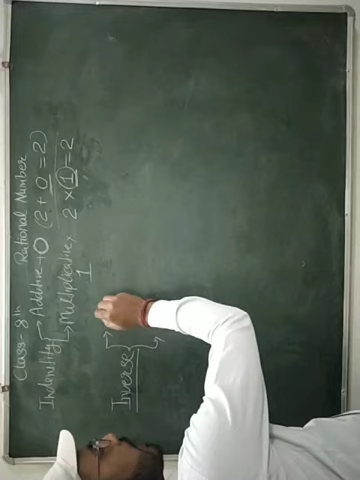 Class-8th Rational Number
Indentity → Additive → 0 (2 + 0 = 2)
→ Multiplicative, 2 × 1 = 2
1
Inverse